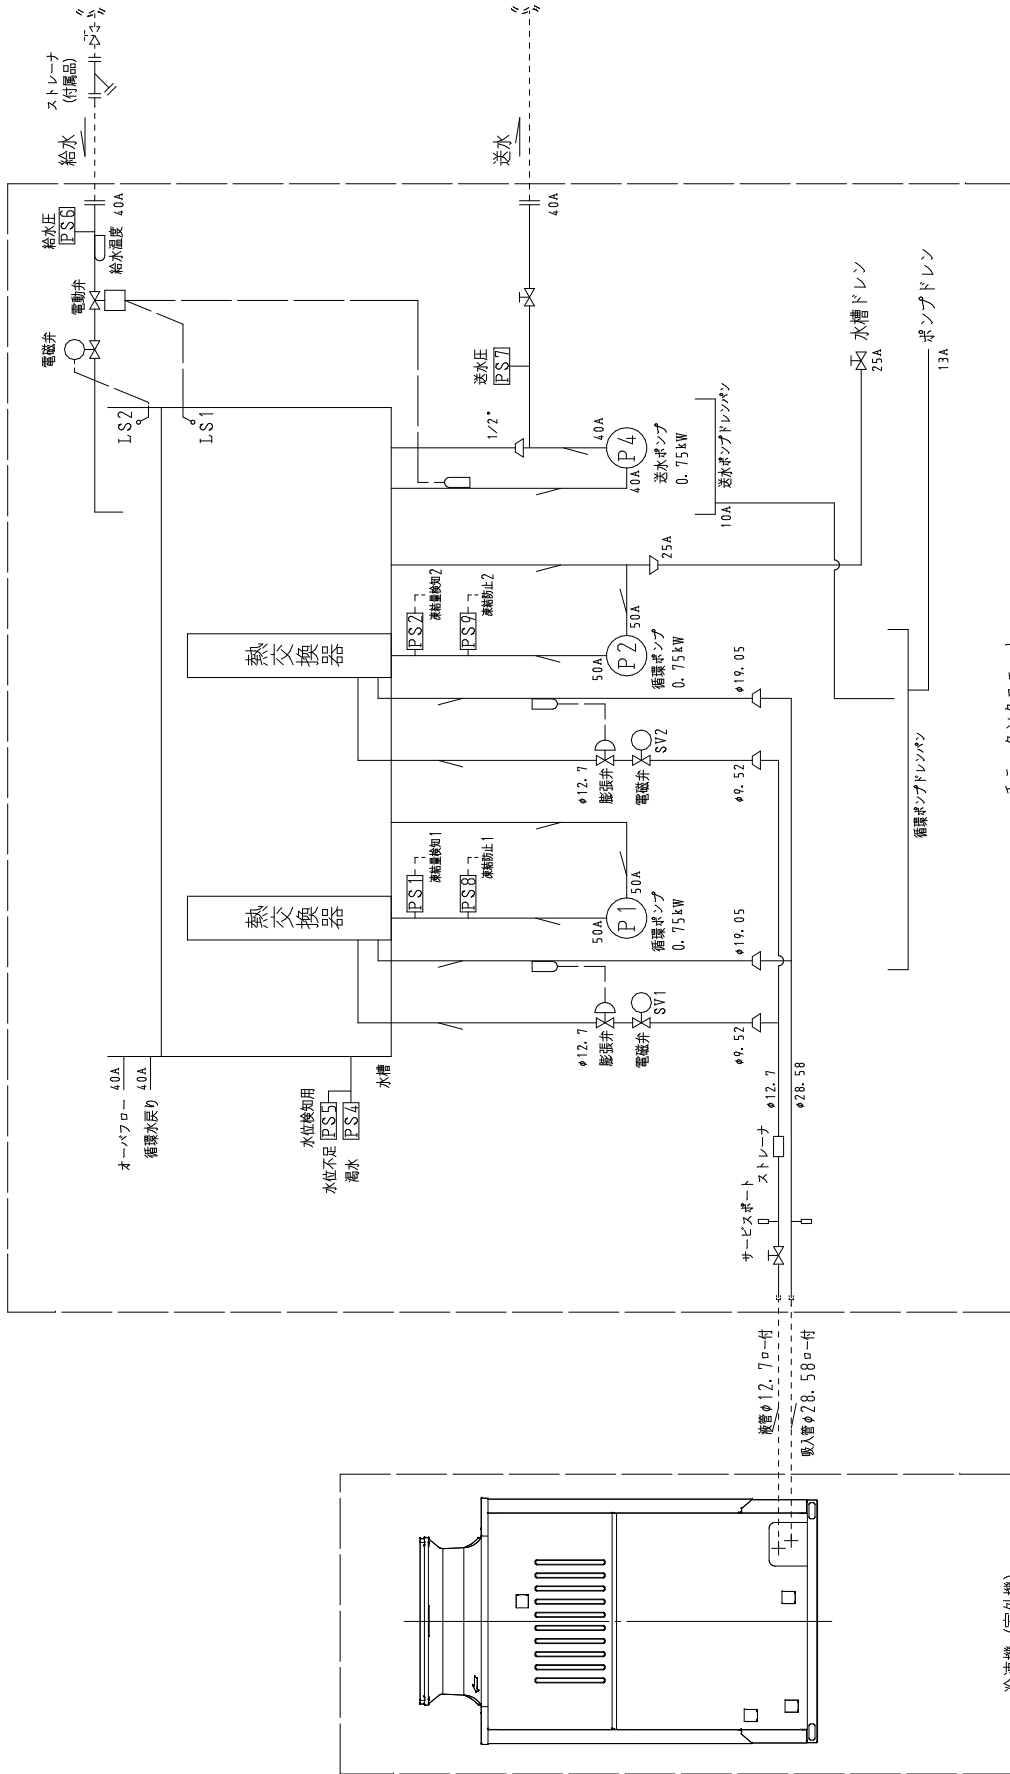 ストレーナ
(付属品)
給水
送水
給水圧
PS6
給水温度
40A
40A
電動弁
電磁弁
LS2
LS1
送水圧
PS7
1/2"
40A
40A
P4
送水ポンプ
0.75kW
送水ポンプドレンパン
10A
水槽ドレン
25A
ポンプドレン
13A
25A
熱交換器
PS2
凍結量検知2
PS9
凍結防止2
50A
50A
P2
循環ポンプ
0.75kW
φ19.05
φ12.7
膨張弁
電磁弁
SV2
φ9.52
循環ポンプドレンパン
熱交換器
PS1
凍結量検知1
PS8
凍結防止1
50A
50A
P1
循環ポンプ
0.75kW
φ19.05
φ12.7
膨張弁
電磁弁
SV1
φ9.52
オーバフロー
40A
循環水戻り
40A
水位検知用
水位不足
PS5
渇水
PS4
水槽
φ12.7
φ28.58
ストレーナ
サービスポート
液管φ12.7ロー付
吸入管φ28.58ロー付